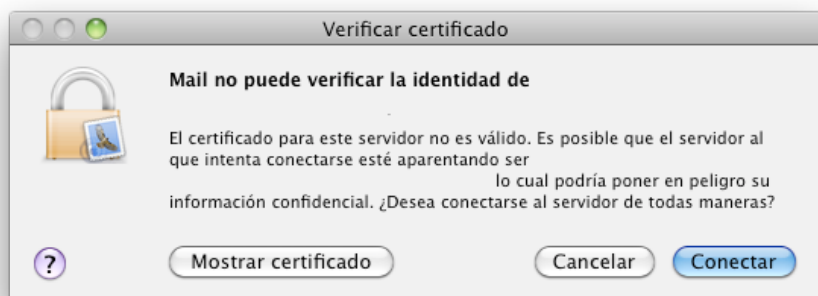 Verificar certificado
Mail no puede verificar la identidad de
El certificado para este servidor no es válido. Es posible que el servidor al
que intenta conectarse esté aparentando ser
lo cual podría poner en peligro su
información confidencial. ¿Desea conectarse al servidor de todas maneras?
? Mostrar certificado Cancelar Conectar